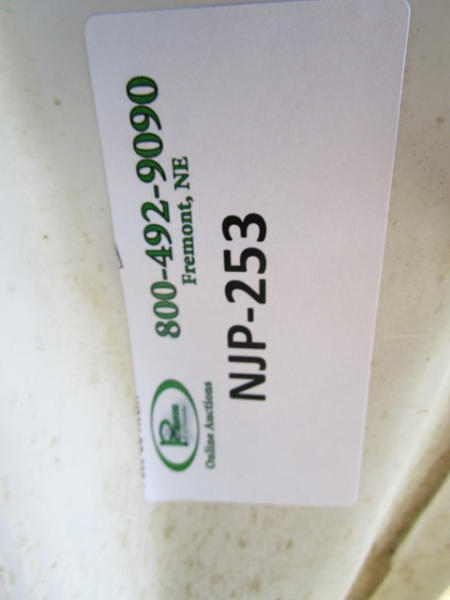 800-492-9090
Fremont, NE
Online Auctions
NJP-253